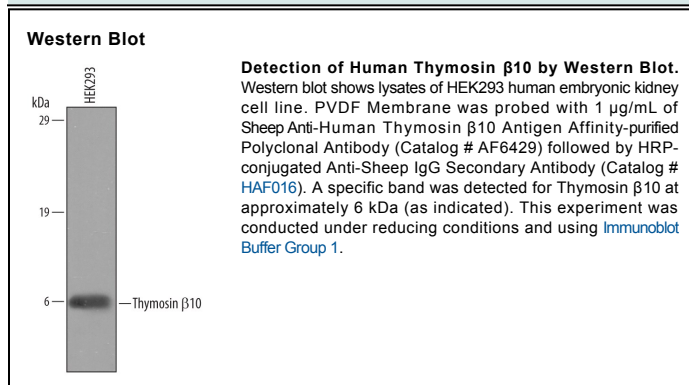 Western Blot
HEK293
kDa
29
19
6
Thymosin β10
Detection of Human Thymosin β10 by Western Blot.
Western blot shows lysates of HEK293 human embryonic kidney
cell line. PVDF Membrane was probed with 1 µg/mL of
Sheep Anti-Human Thymosin β10 Antigen Affinity-purified
Polyclonal Antibody (Catalog # AF6429) followed by HRP-
conjugated Anti-Sheep IgG Secondary Antibody (Catalog #
HAF016). A specific band was detected for Thymosin β10 at
approximately 6 kDa (as indicated). This experiment was
conducted under reducing conditions and using Immunoblot
Buffer Group 1.